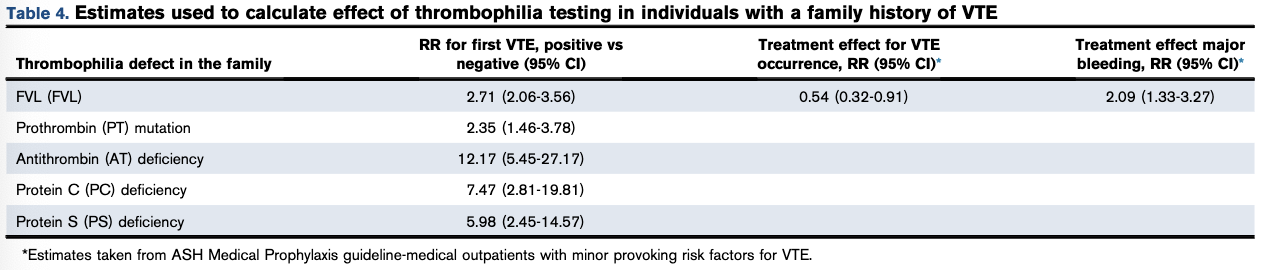 Table 4. Estimates used to calculate effect of thrombophilia testing in individuals with a family history of VTE
Thrombophilia defect in the family RR for first VTE, positive vs negative (95% CI) Treatment effect for VTE occurrence, RR (95% CI)* Treatment effect major bleeding, RR (95% CI)*
FVL (FVL) 2.71 (2.06-3.56) 0.54 (0.32-0.91) 2.09 (1.33-3.27)
Prothrombin (PT) mutation 2.35 (1.46-3.78)
Antithrombin (AT) deficiency 12.17 (5.45-27.17)
Protein C (PC) deficiency 7.47 (2.81-19.81)
Protein S (PS) deficiency 5.98 (2.45-14.57)
*Estimates taken from ASH Medical Prophylaxis guideline-medical outpatients with minor provoking risk factors for VTE.